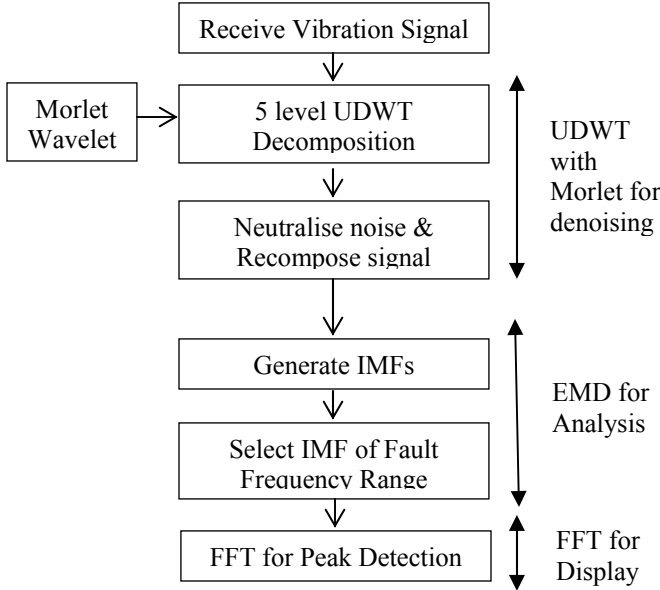 Receive Vibration Signal
Morlet
Wavelet
5 level UDWT
Decomposition
UDWT
with
Morlet for
denoising
Neutralise noise &
Recompose signal
Generate IMFs
EMD for
Analysis
Select IMF of Fault
Frequency Range
FFT for Peak Detection
FFT for
Display